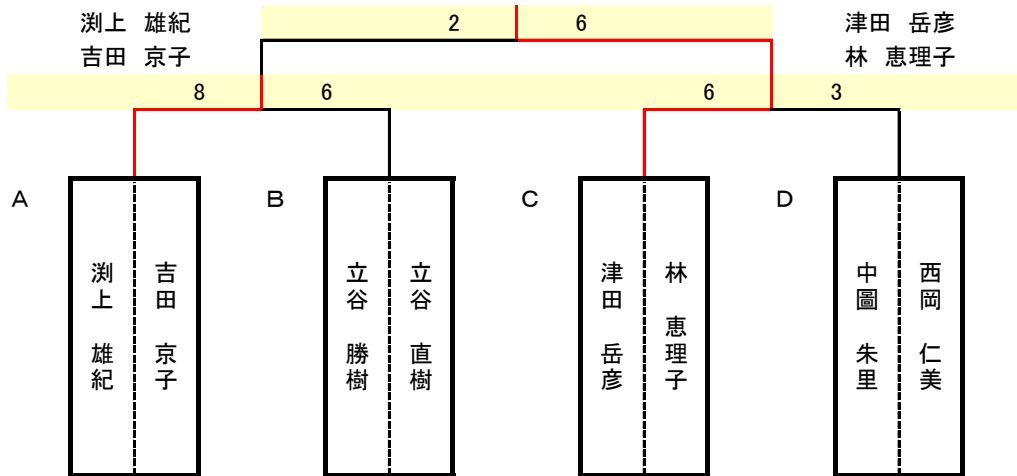 渕上 雄紀
吉田 京子
2 6
津田 岳彦
林 恵理子
8 6
6 3
A
渕上 雄紀
吉田 京子
B
立谷 勝樹
立谷 直樹
C
津田 岳彦
林 恵理子
D
中圖 朱里
西岡 仁美